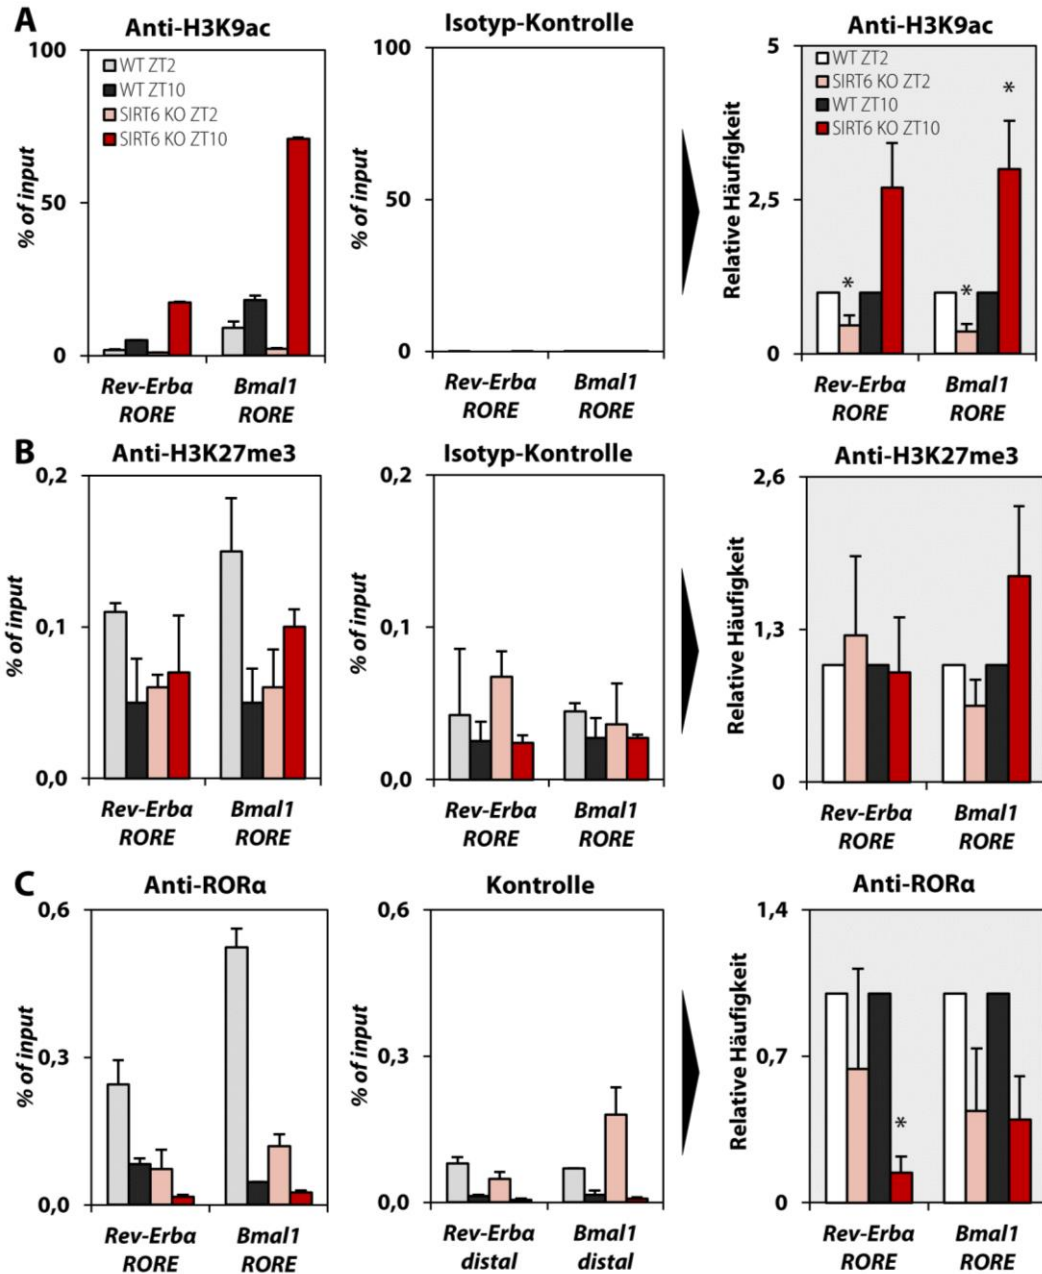 A
Anti-H3K9ac
100
50
0
% of input
WT ZT2
WT ZT10
SIRT6 KO ZT2
SIRT6 KO ZT10
Rev-Erbα
RORE
Bmal1
RORE
Isotyp-Kontrolle
100
50
0
% of input
Rev-Erbα
RORE
Bmal1
RORE
Anti-H3K9ac
5
2,5
0
Relative Häufigkeit
WT ZT2
SIRT6 KO ZT2
WT ZT10
SIRT6 KO ZT10
*
*
*
Rev-Erbα
RORE
Bmal1
RORE
B
Anti-H3K27me3
0,2
0,1
0,0
% of input
Rev-Erbα
RORE
Bmal1
RORE
Isotyp-Kontrolle
0,2
0,1
0,0
% of input
Rev-Erbα
RORE
Bmal1
RORE
Anti-H3K27me3
2,6
1,3
0
Relative Häufigkeit
Rev-Erbα
RORE
Bmal1
RORE
C
Anti-RORα
0,6
0,3
0,0
% of input
Rev-Erbα
RORE
Bmal1
RORE
Kontrolle
0,6
0,3
0,0
% of input
Rev-Erbα
distal
Bmal1
distal
Anti-RORα
1,4
0,7
0
Relative Häufigkeit
*
Rev-Erbα
RORE
Bmal1
RORE